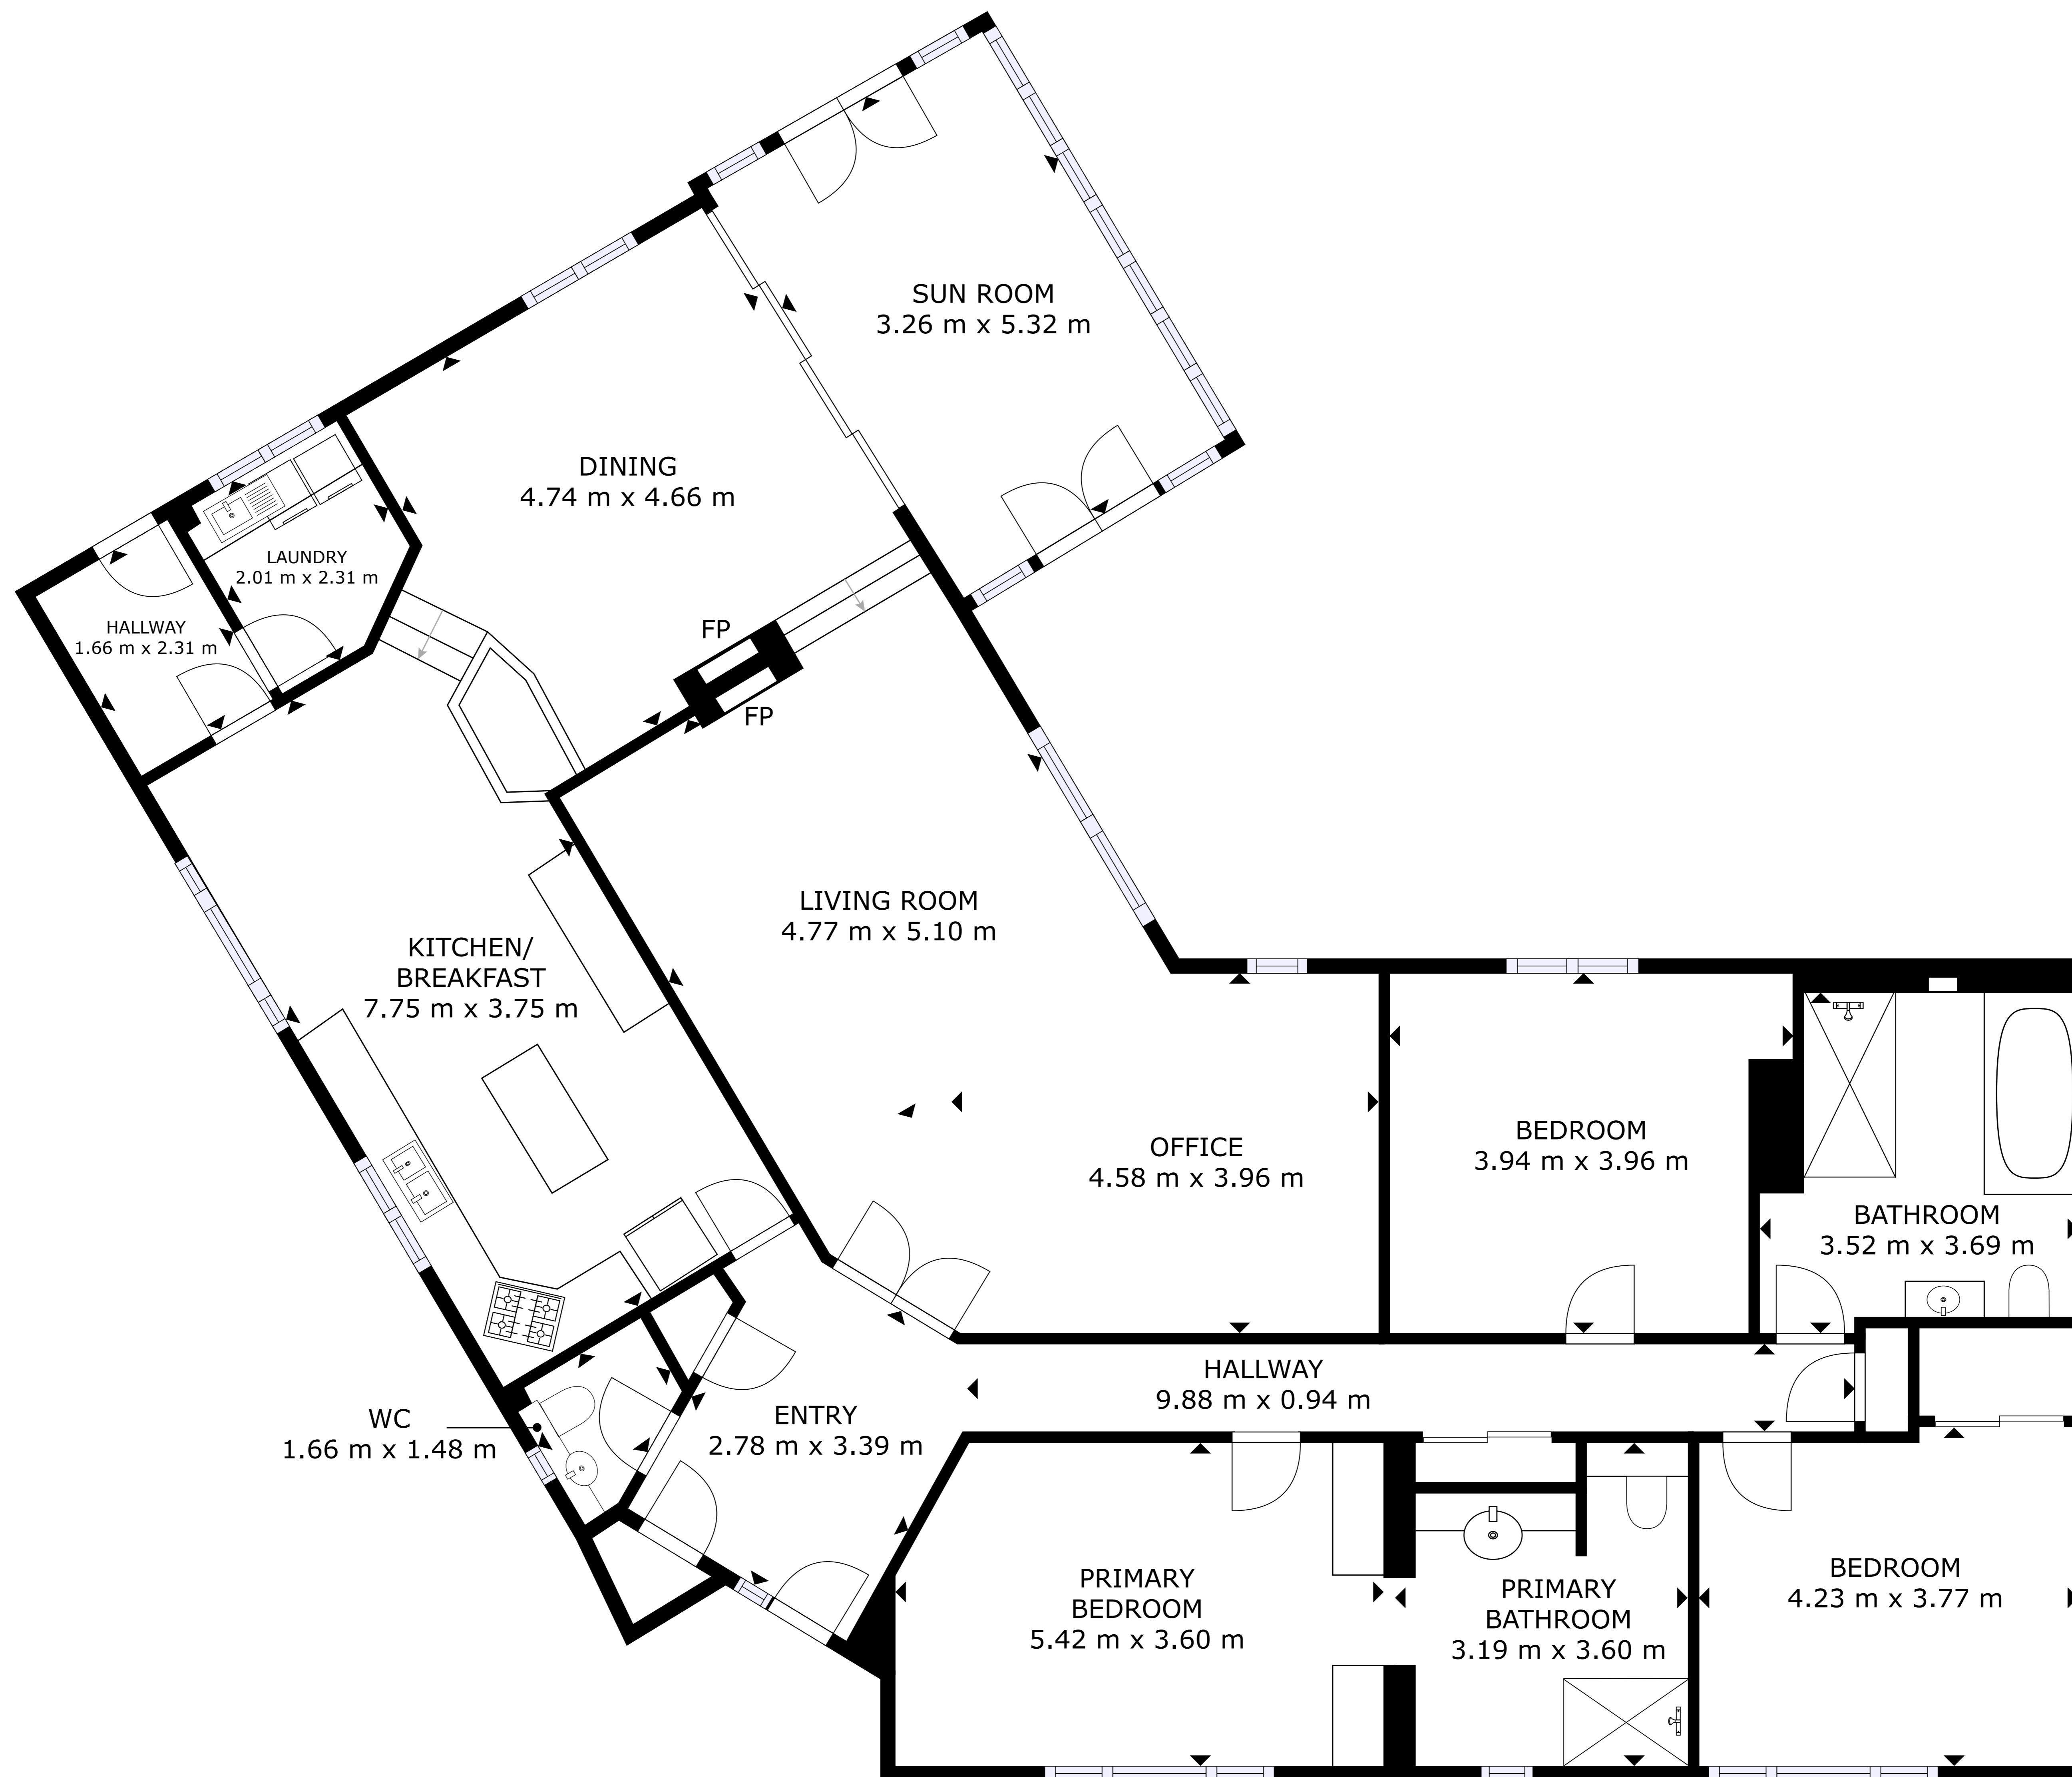 SUN ROOM
3.26 m x 5.32 m
DINING
4.74 m x 4.66 m
LAUNDRY
2.01 m x 2.31 m
HALLWAY
1.66 m x 2.31 m
FP
FP
LIVING ROOM
4.77 m x 5.10 m
KITCHEN/
BREAKFAST
7.75 m x 3.75 m
OFFICE
4.58 m x 3.96 m
BEDROOM
3.94 m x 3.96 m
BATHROOM
3.52 m x 3.69 m
HALLWAY
9.88 m x 0.94 m
WC
1.66 m x 1.48 m
ENTRY
2.78 m x 3.39 m
PRIMARY
BEDROOM
5.42 m x 3.60 m
PRIMARY
BATHROOM
3.19 m x 3.60 m
BEDROOM
4.23 m x 3.77 m